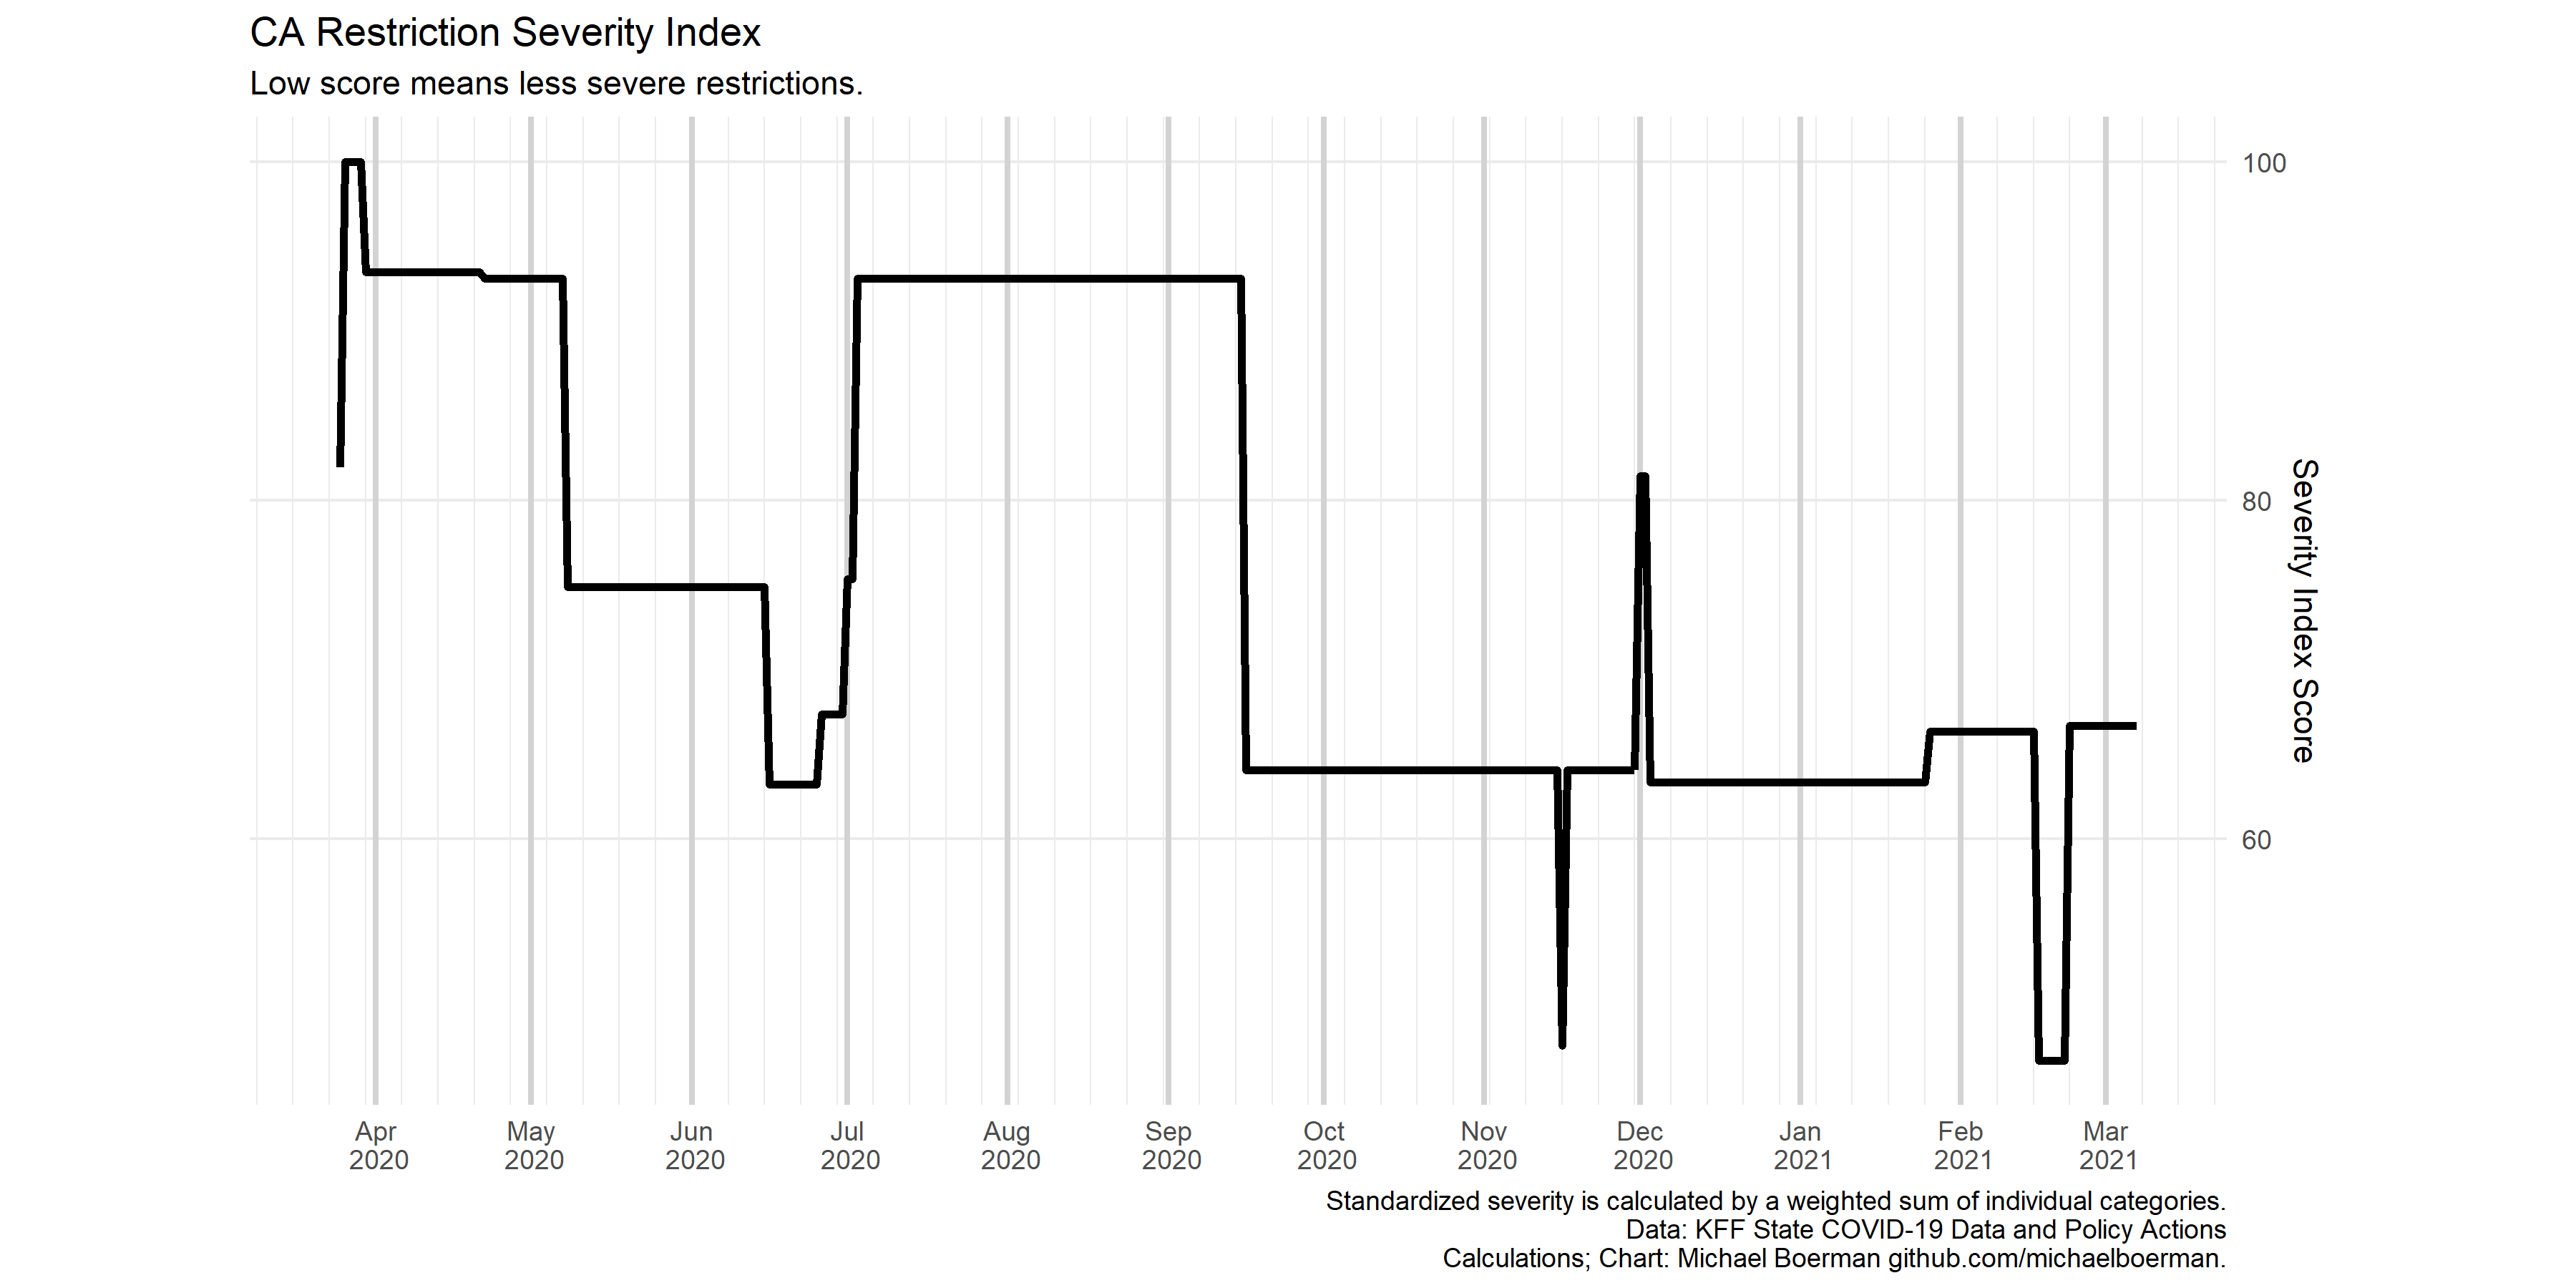 CA Restriction Severity Index
Low score means less severe restrictions.
100
80
60
Severity Index Score
Apr May Jun Jul Aug Sep Oct Nov Dec Jan Feb Mar
2020 2020 2020 2020 2020 2020 2020 2020 2020 2021 2021 2021
Standardized severity is calculated by a weighted sum of individual categories.
Data: KFF State COVID-19 Data and Policy Actions
Calculations; Chart: Michael Boerman github.com/michaelboerman.